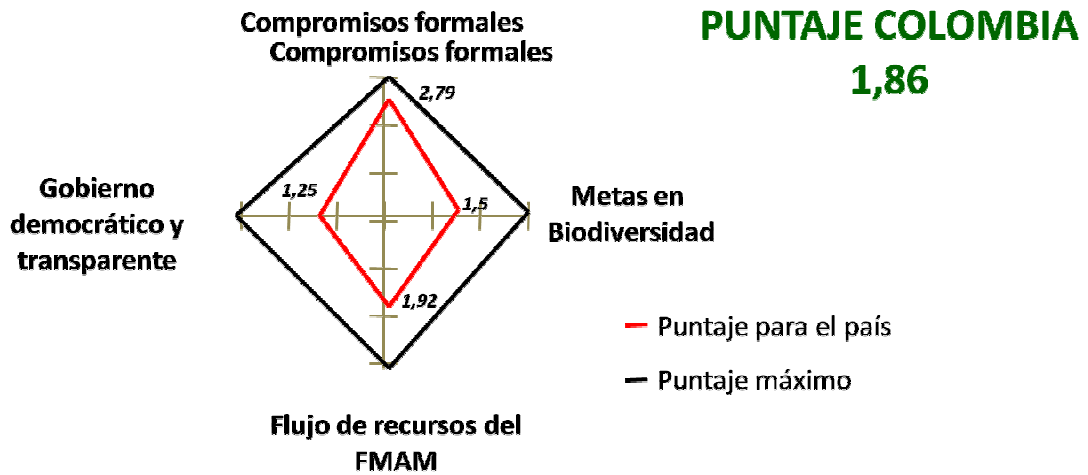 Compromisos formales
Compromisos formales
PUNTAJE COLOMBIA
1,86
2,79
Gobierno
democrático y
transparente
1,25
1,5
Metas en
Biodiversidad
1,92
Puntaje para el país
Puntaje máximo
Flujo de recursos del
FMAM